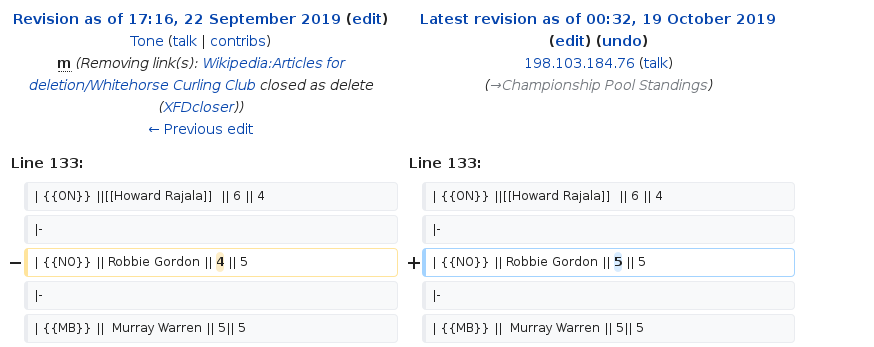 Revision as of 17:16, 22 September 2019 (edit)
Tone (talk | contribs)
m (Removing link(s): Wikipedia:Articles for
deletion/Whitehorse Curling Club closed as delete
(XFDcloser))
← Previous edit
Latest revision as of 00:32, 19 October 2019
(edit) (undo)
198.103.184.76 (talk)
(→Championship Pool Standings)
Line 133:
Line 133:
| {{ON}} ||[[Howard Rajala]]  || 6 || 4
| {{ON}} ||[[Howard Rajala]]  || 6 || 4
|-
|-
− | {{NO}} || Robbie Gordon || 4 || 5
+ | {{NO}} || Robbie Gordon || 5 || 5
|-
|-
| {{MB}} ||  Murray Warren || 5|| 5
| {{MB}} ||  Murray Warren || 5|| 5